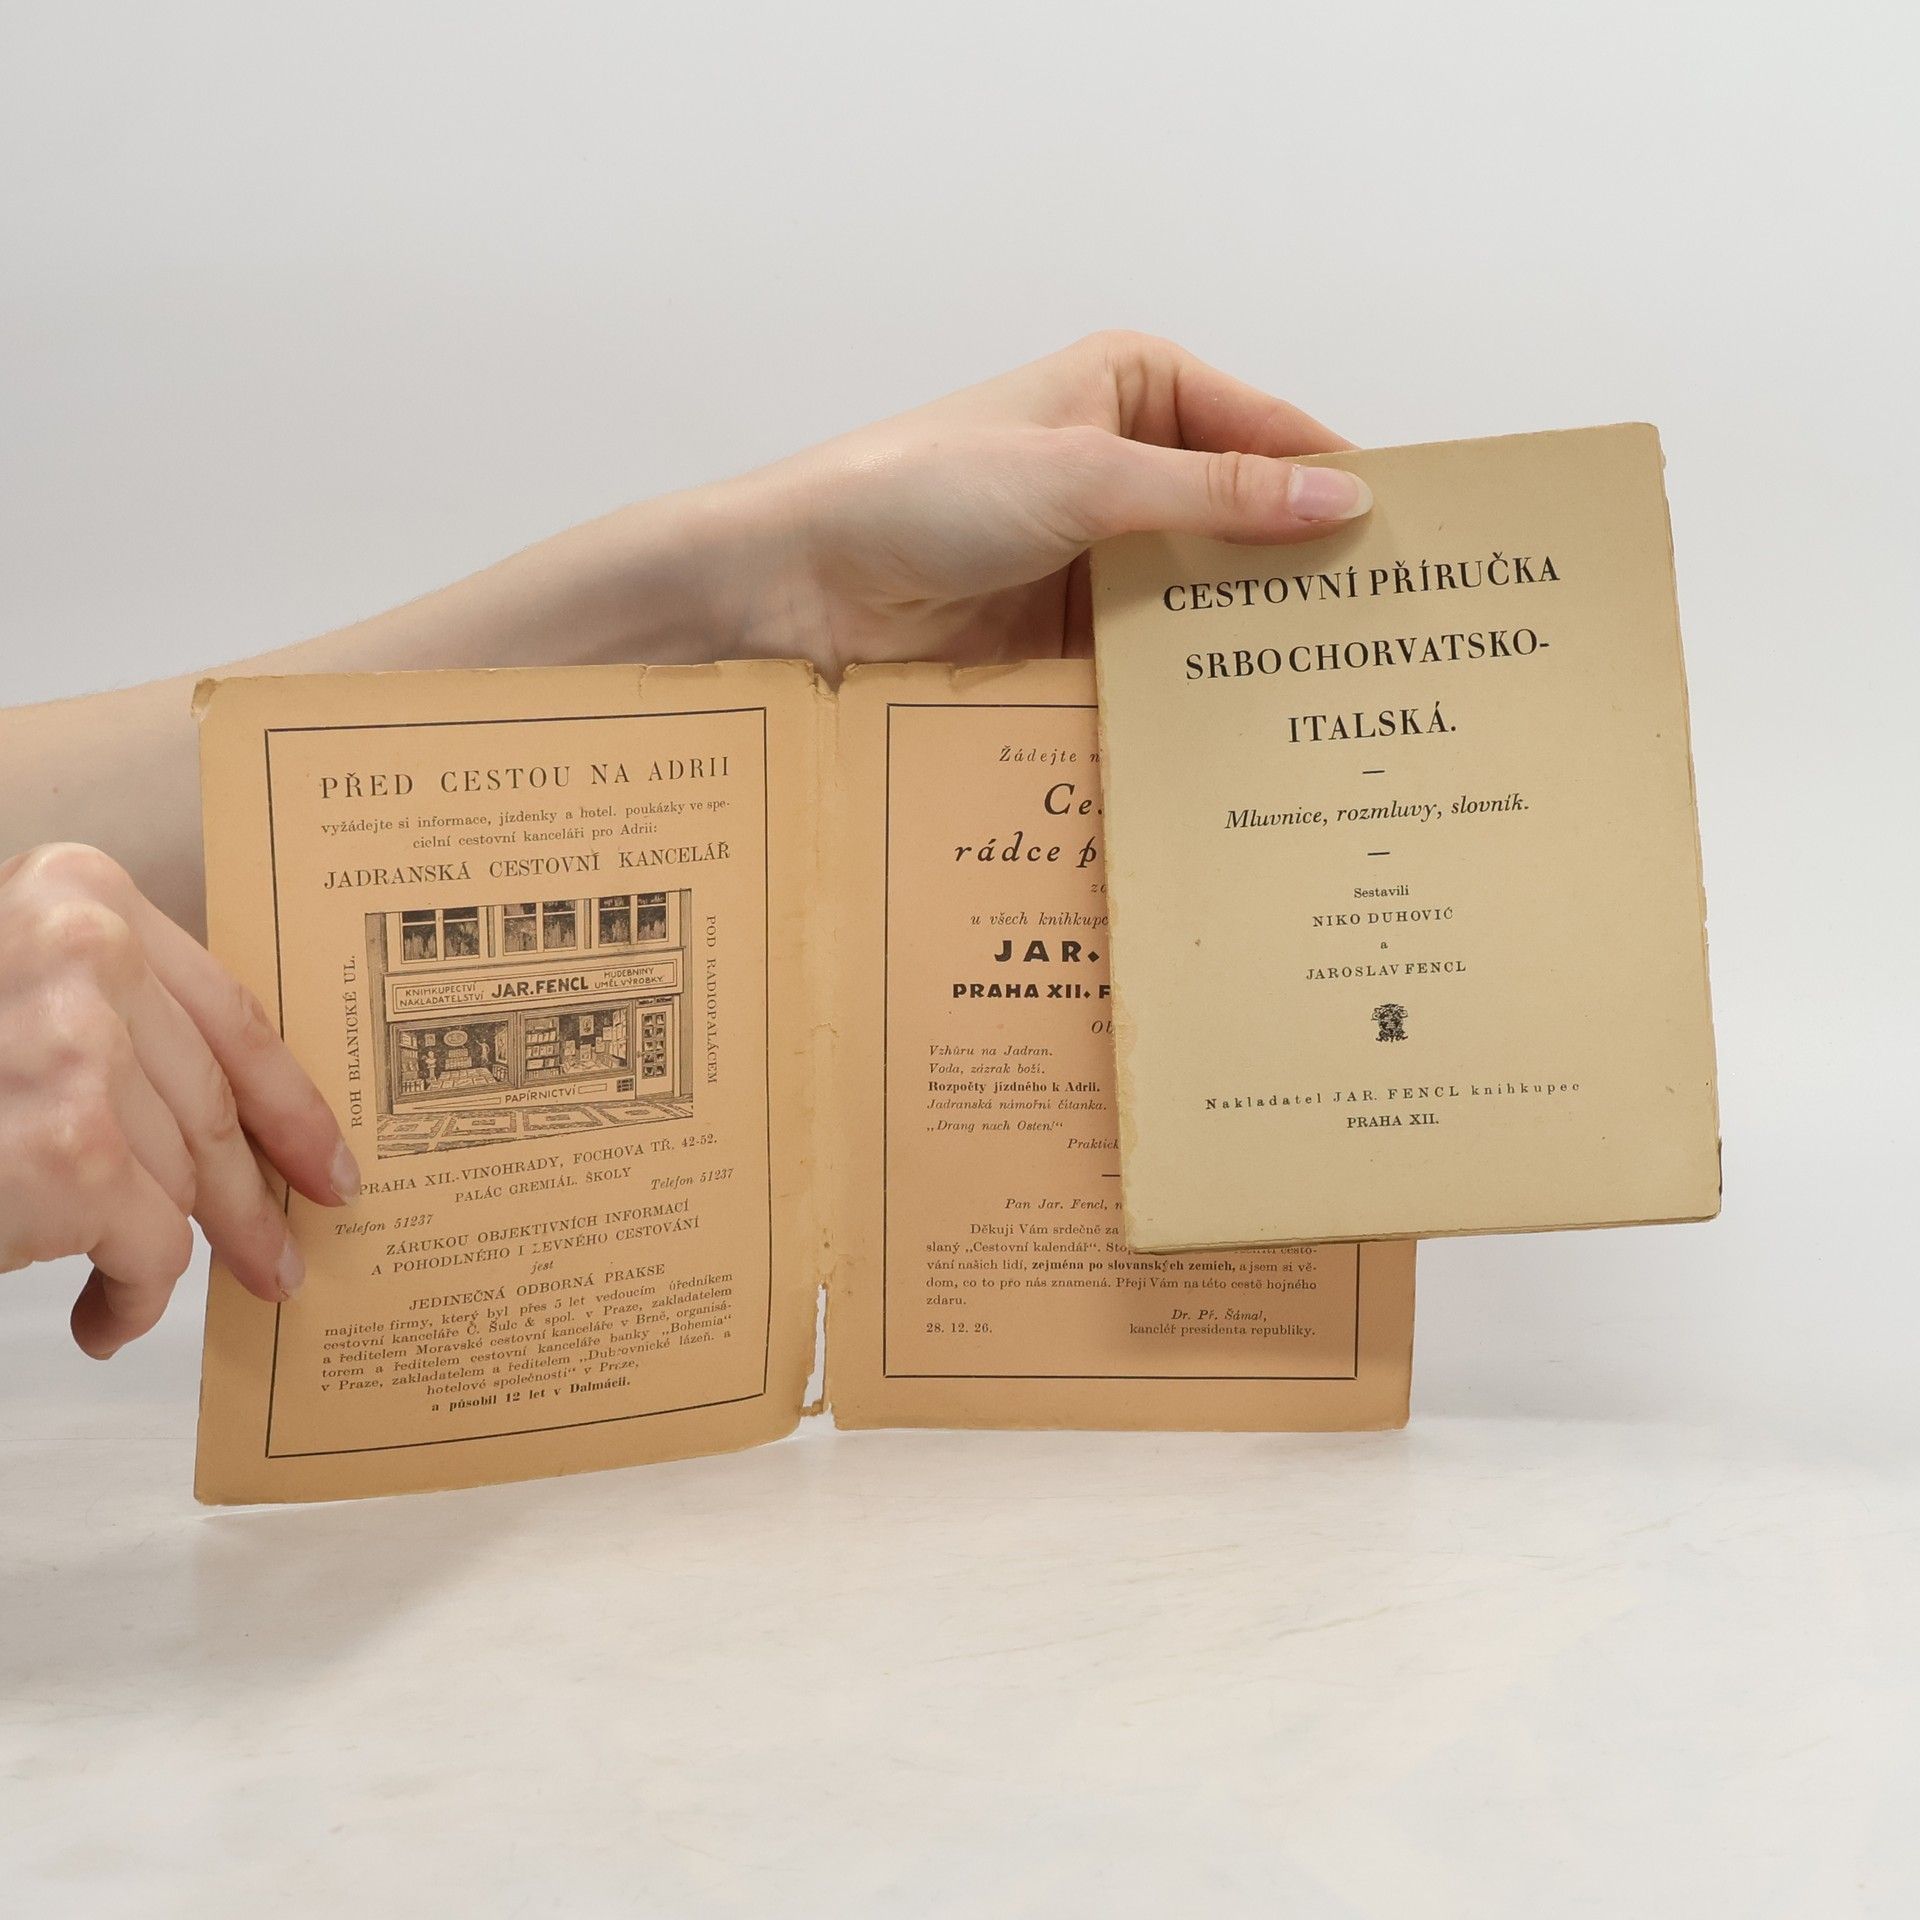 PŘED CESTOU NA ADRII
vyžádejte si informace, jízdenky a hotel. poukázky ve spe-
cielní cestovní kanceláři pro Adrii:
JADRANSKÁ CESTOVNÍ KANCELÁŘ
ROH BLANICKÉ UL.
KNIHKUPECTVÍ
NAKLADATELSTVÍ
JAR. FENCL
HUDEBNINY
UMĚL. VÝROBKY
PAPÍRNICTVÍ
POD RADIOPALÁCEM
PRAHA XII.-VINOHRADY, FOCHOVA TŘ. 42-52.
PALÁC GREMIÁL. ŠKOLY
Telefon 51237
Telefon 51237
ZÁRUKOU OBJEKTIVNÍCH INFORMACÍ
A POHODLNÉHO I LEVNÉHO CESTOVÁNÍ
jest
JEDINEČNÁ ODBORNÁ PRAKSE
majitele firmy, který byl přes 5 let vedoucím úředníkem
cestovní kanceláře Č. Šulc & spol. v Praze, zakladatelem
a ředitelem Moravské cestovní kanceláře v Brně, organisá-
torem a ředitelem cestovní kanceláře banky „Bohemia“
v Praze, zakladatelem a ředitelem „Dubrovnické lázeň. a
hotelové společnosti“ v Praze,
a působil 12 let v Dalmácii.
Žádejte
rádce
u všech knihkupc
JAR.
PRAHA XII.
Vzhůru na Jadran.
Voda, zázrak boží.
Rozpočty jízdného k Adrii.
Jadranská námořní čítanka.
„Drang nach Osten!“
Pan Jar. Fencl,
Děkuji Vám srdečně za
slaný „Cestovní kalendář“.
vání našich lidí, zejména po slovanských zemích, a jsem si vě-
dom, co to pro nás znamená. Přeji Vám na této cestě hojného
zdaru.
Dr. Př. Šámal,
28. 12. 26.
kancléř presidenta republiky.
CESTOVNÍ PŘÍRUČKA
SRBOCHORVATSKO-
ITALSKÁ.
Mluvnice, rozmluvy, slovník.
Sestavili
NIKO DUHOVIĆ
a
JAROSLAV FENCL
Nakladatel JAR. FENCL knihkupec
PRAHA XII.